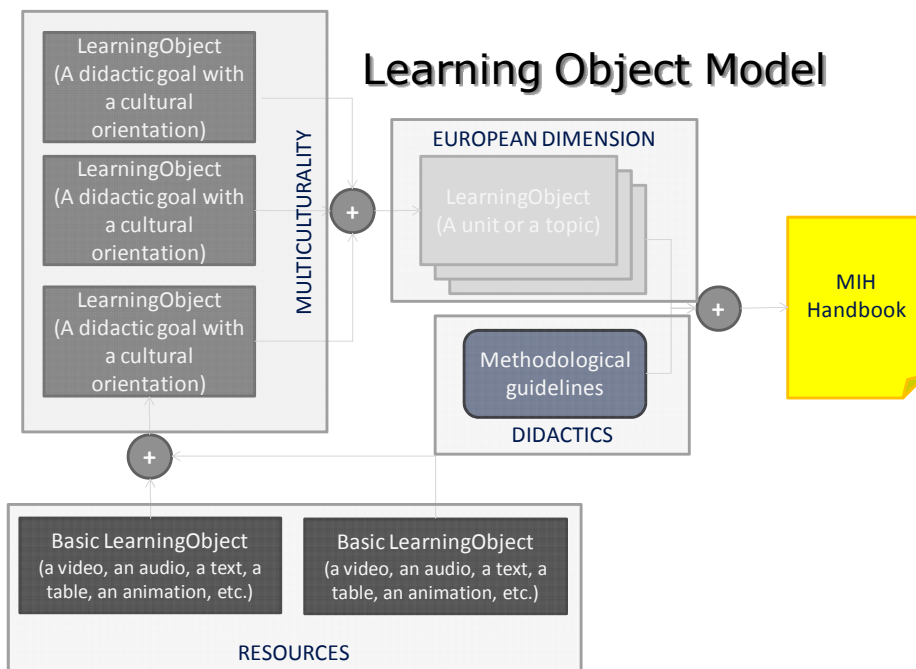 Learning Object Model
LearningObject
(A didactic goal with
a cultural
orientation)
LearningObject
(A didactic goal with
a cultural
orientation)
LearningObject
(A didactic goal with
a cultural
orientation)
MULTICULTURALITY
+
EUROPEAN DIMENSION
LearningObject
(A unit or a topic)
+
MIH
Handbook
Methodological
guidelines
DIDACTICS
+
Basic LearningObject
(a video, an audio, a text, a
table, an animation, etc.)
Basic LearningObject
(a video, an audio, a text, a
table, an animation, etc.)
RESOURCES